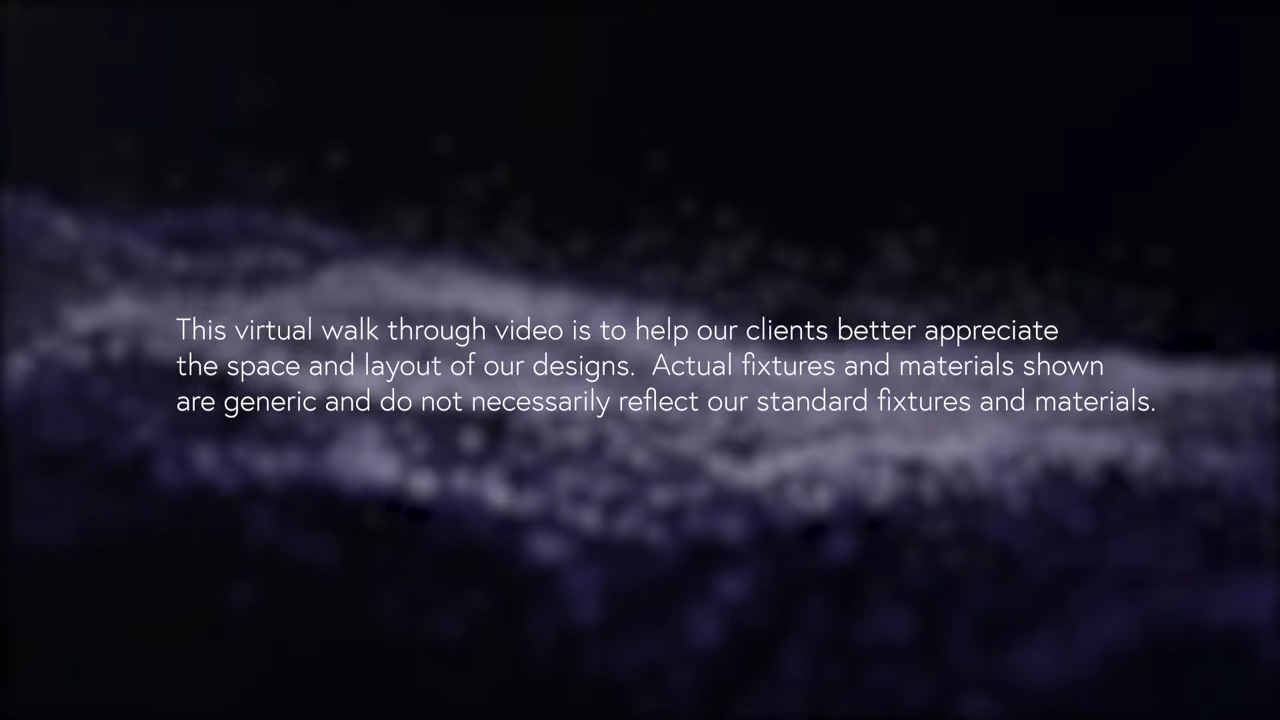 This virtual walk through video is to help our clients better appreciate
the space and layout of our designs.  Actual fixtures and materials shown
are generic and do not necessarily reflect our standard fixtures and materials.